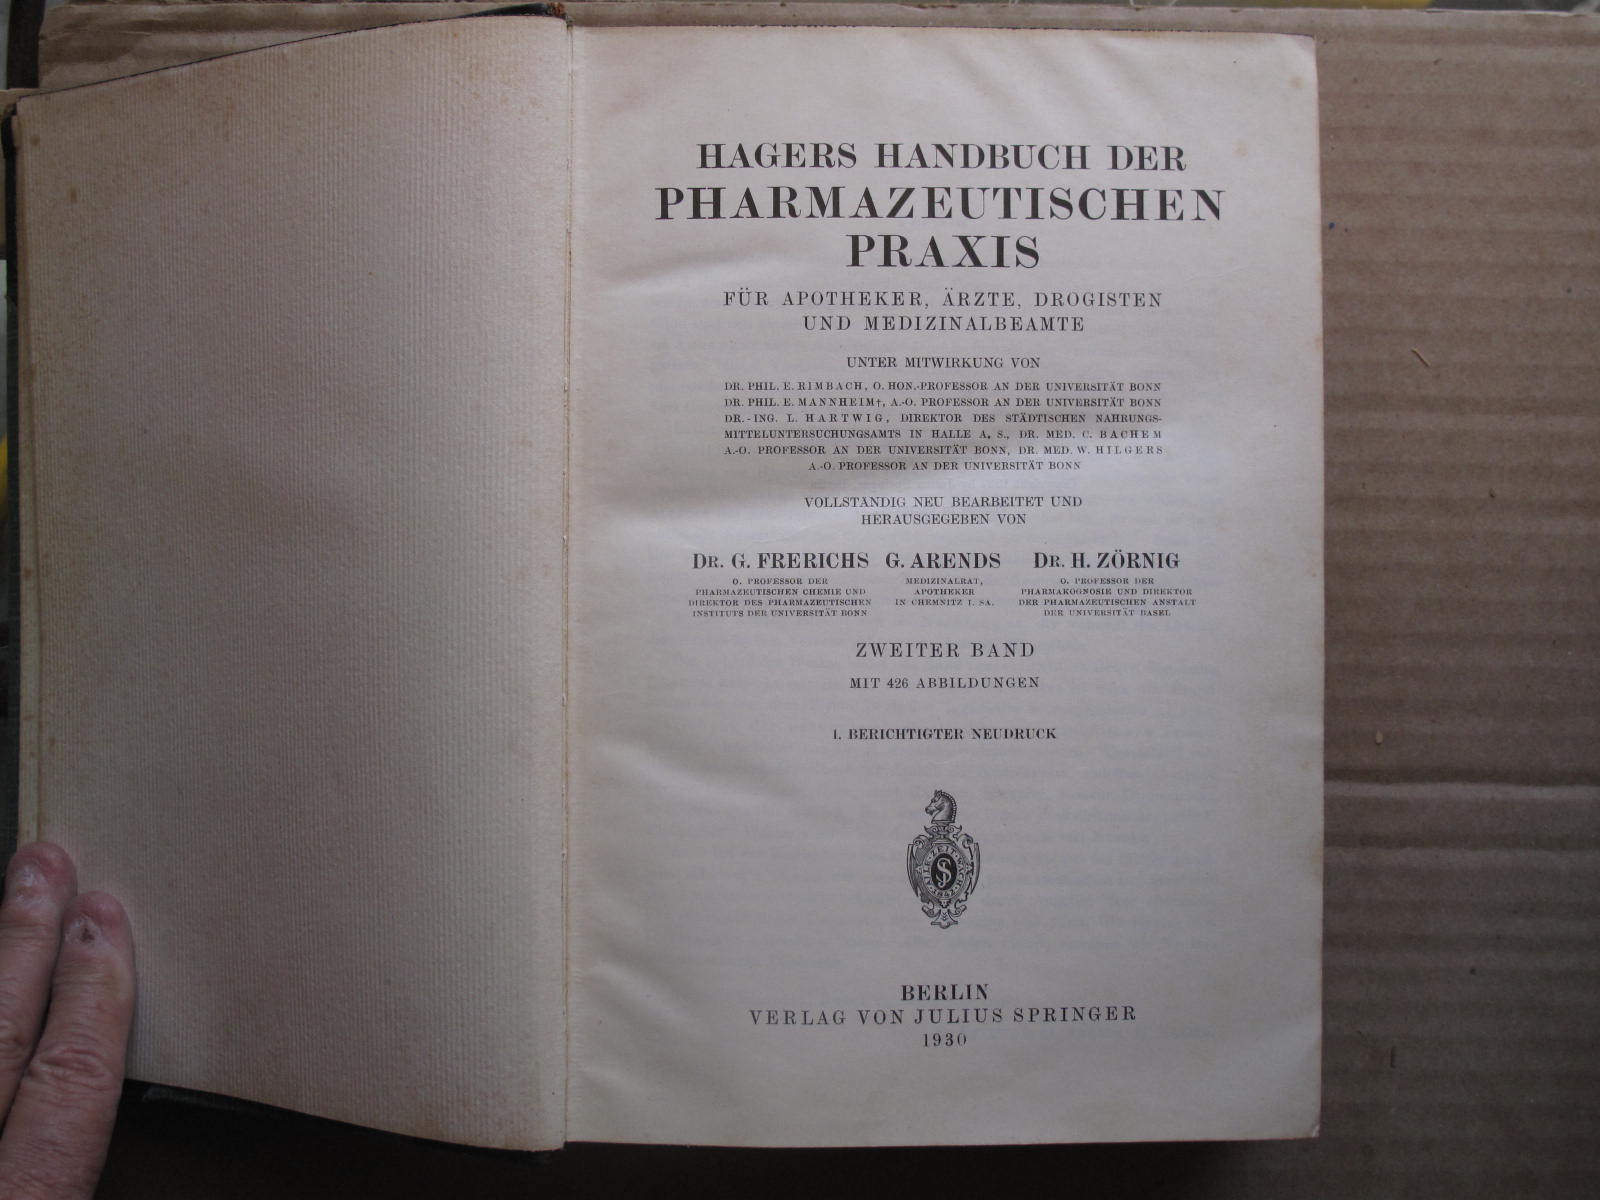 HAGERS HANDBUCH DER
PHARMAZEUTISCHEN
PRAXIS
FÜR APOTHEKER, ÄRZTE, DROGISTEN
UND MEDIZINALBEAMTE
UNTER MITWIRKUNG VON
DR. PHIL. E. RIMBACH, O. HON.-PROFESSOR AN DER UNIVERSITÄT BONN
DR. PHIL. E. MANNHEIM†, A.-O. PROFESSOR AN DER UNIVERSITÄT BONN
DR.-ING. L. HARTWIG, DIREKTOR DES STÄDTISCHEN NAHRUNGS-
MITTELUNTERSUCHUNGSAMTS IN HALLE A. S., DR. MED. C. BACHEM
A.-O. PROFESSOR AN DER UNIVERSITÄT BONN, DR. MED. W. HILGERS
A.-O. PROFESSOR AN DER UNIVERSITÄT BONN
VOLLSTÄNDIG NEU BEARBEITET UND
HERAUSGEGEBEN VON
DR. G. FRERICHS
O. PROFESSOR DER
PHARMAZEUTISCHEN CHEMIE UND
DIREKTOR DES PHARMAZEUTISCHEN
INSTITUTS DER UNIVERSITÄT BONN
G. ARENDS
MEDIZINALRAT,
APOTHEKER
IN CHEMNITZ I. SA.
DR. H. ZÖRNIG
O. PROFESSOR DER
PHARMAKOGNOSIE UND DIREKTOR
DER PHARMAZEUTISCHEN ANSTALT
DER UNIVERSITÄT BASEL
ZWEITER BAND
MIT 426 ABBILDUNGEN
1. BERICHTIGTER NEUDRUCK
AILE·ZEIT·WACH
1842
BERLIN
VERLAG VON JULIUS SPRINGER
1930